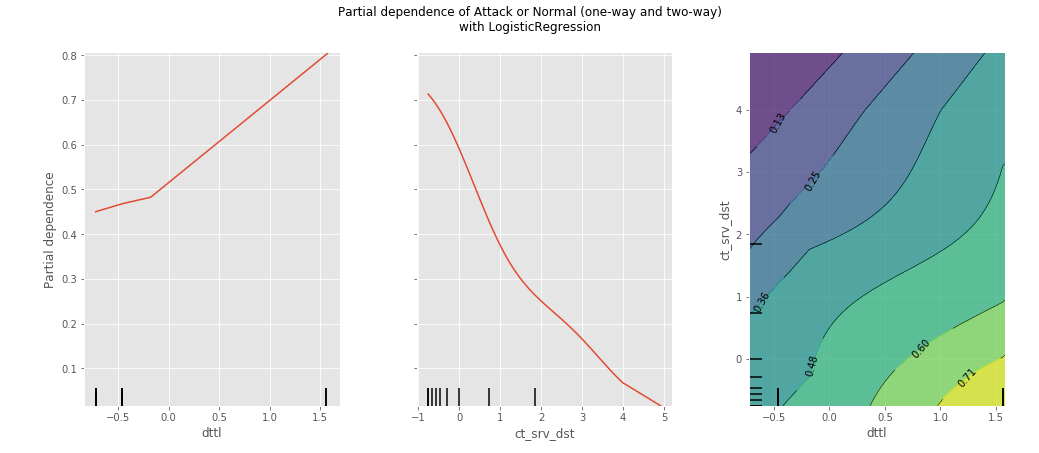 Partial dependence of Attack or Normal (one-way and two-way)
with LogisticRegression
Partial dependence
0.8
0.7
0.6
0.5
0.4
0.3
0.2
0.1
−0.5 0.0 0.5 1.0 1.5
dttl
−1 0 1 2 3 4 5
ct_srv_dst
ct_srv_dst
4
3
2
1
0
0.13
0.25
0.36
0.48
0.60
0.71
−0.5 0.0 0.5 1.0 1.5
dttl